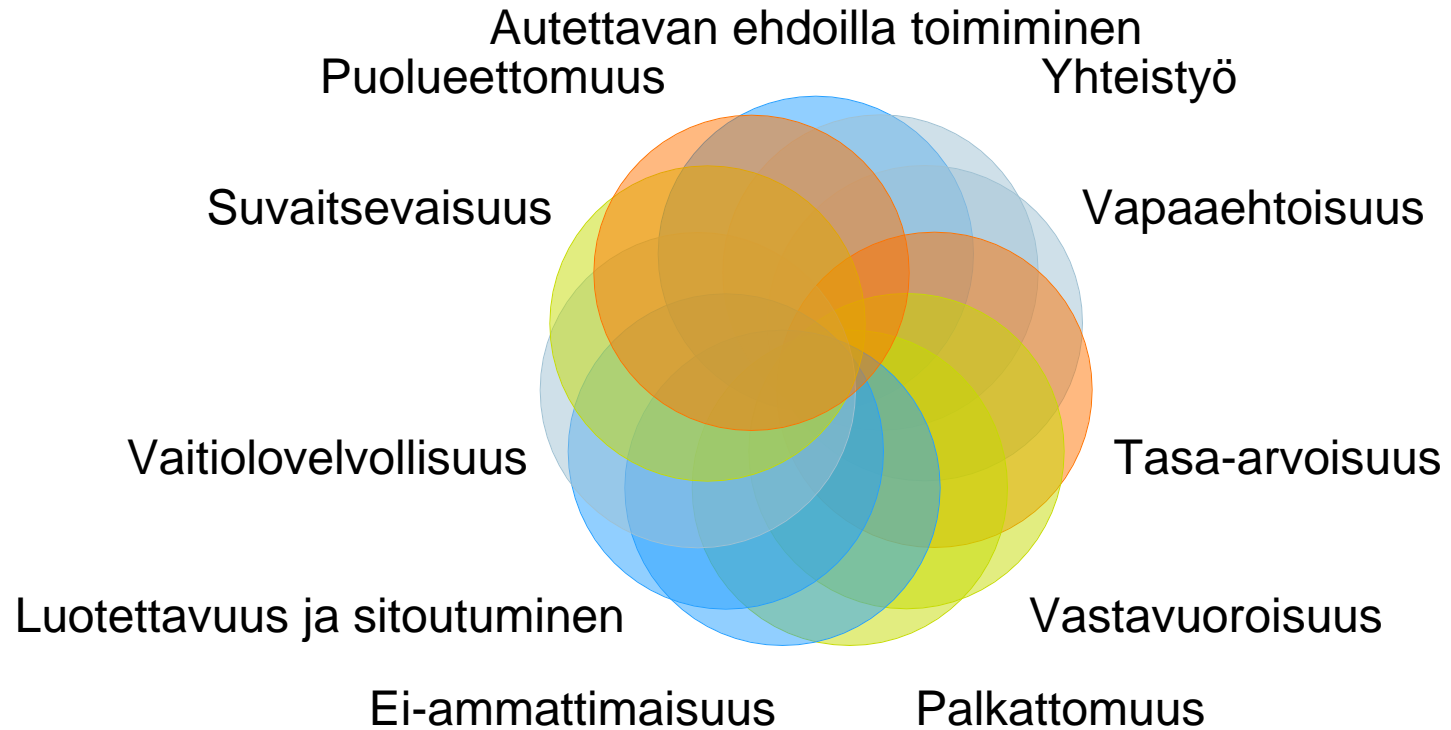 Autettavan ehdoilla toimiminen
Puolueettomuus
Yhteistyö
Suvaitsevaisuus
Vapaaehtoisuus
Vaitiolovelvollisuus
Tasa-arvoisuus
Luotettavuus ja sitoutuminen
Vastavuoroisuus
Ei-ammattimaisuus
Palkattomuus